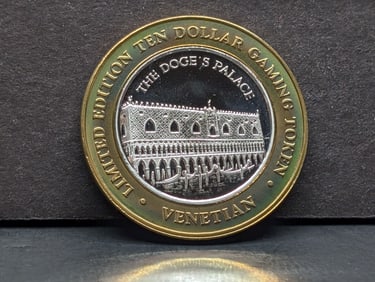 LIMITED EDITION TEN DOLLAR GAMING TOKEN
THE DOGE'S PALACE
• VENETIAN •